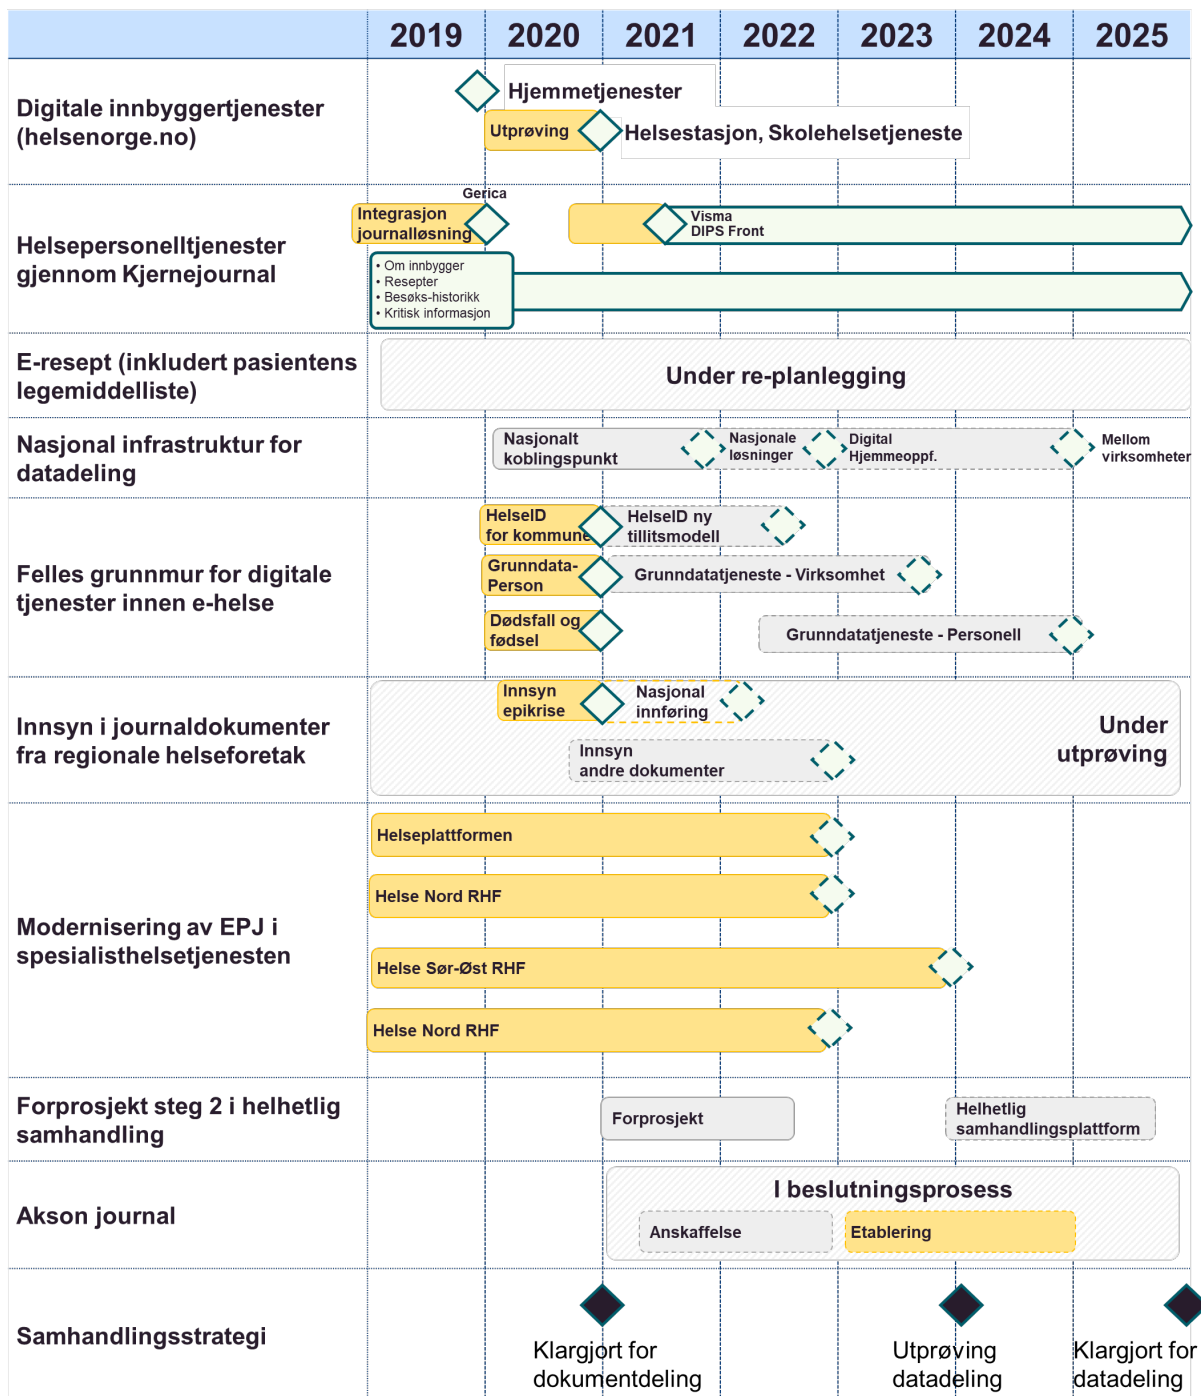 2019 2020 2021 2022 2023 2024 2025
Digitale innbyggertjenester
(helsenorge.no)
Hjemmetjenester
Utprøving
Helsestasjon, Skolehelsetjeneste
Helsepersonelltjenester
gjennom Kjernejournal
Gerica
Integrasjon
journalløsning
Visma
DIPS Front
• Om innbygger
• Resepter
• Besøks-historikk
• Kritisk informasjon
E-resept (inkludert pasientens
legemiddelliste)
Under re-planlegging
Nasjonal infrastruktur for
datadeling
Nasjonalt
koblingspunkt
Nasjonale
løsninger
Digital
Hjemmeoppf.
Mellom
virksomheter
Felles grunnmur for digitale
tjenester innen e-helse
HelseID
for kommune
HelseID ny
tillitsmodell
Grunndata-
Person
Grunndatatjeneste - Virksomhet
Dødsfall og
fødsel
Grunndatatjeneste - Personell
Innsyn i journaldokumenter
fra regionale helseforetak
Innsyn
epikrise
Nasjonal
innføring
Innsyn
andre dokumenter
Under
utprøving
Modernisering av EPJ i
spesialisthelsetjenesten
Helseplattformen
Helse Nord RHF
Helse Sør-Øst RHF
Helse Nord RHF
Forprosjekt steg 2 i helhetlig
samhandling
Forprosjekt
Helhetlig
samhandlingsplattform
Akson journal
I beslutningsprosess
Anskaffelse
Etablering
Samhandlingsstrategi
Klargjort for
dokumentdeling
Utprøving
datadeling
Klargjort for
datadeling